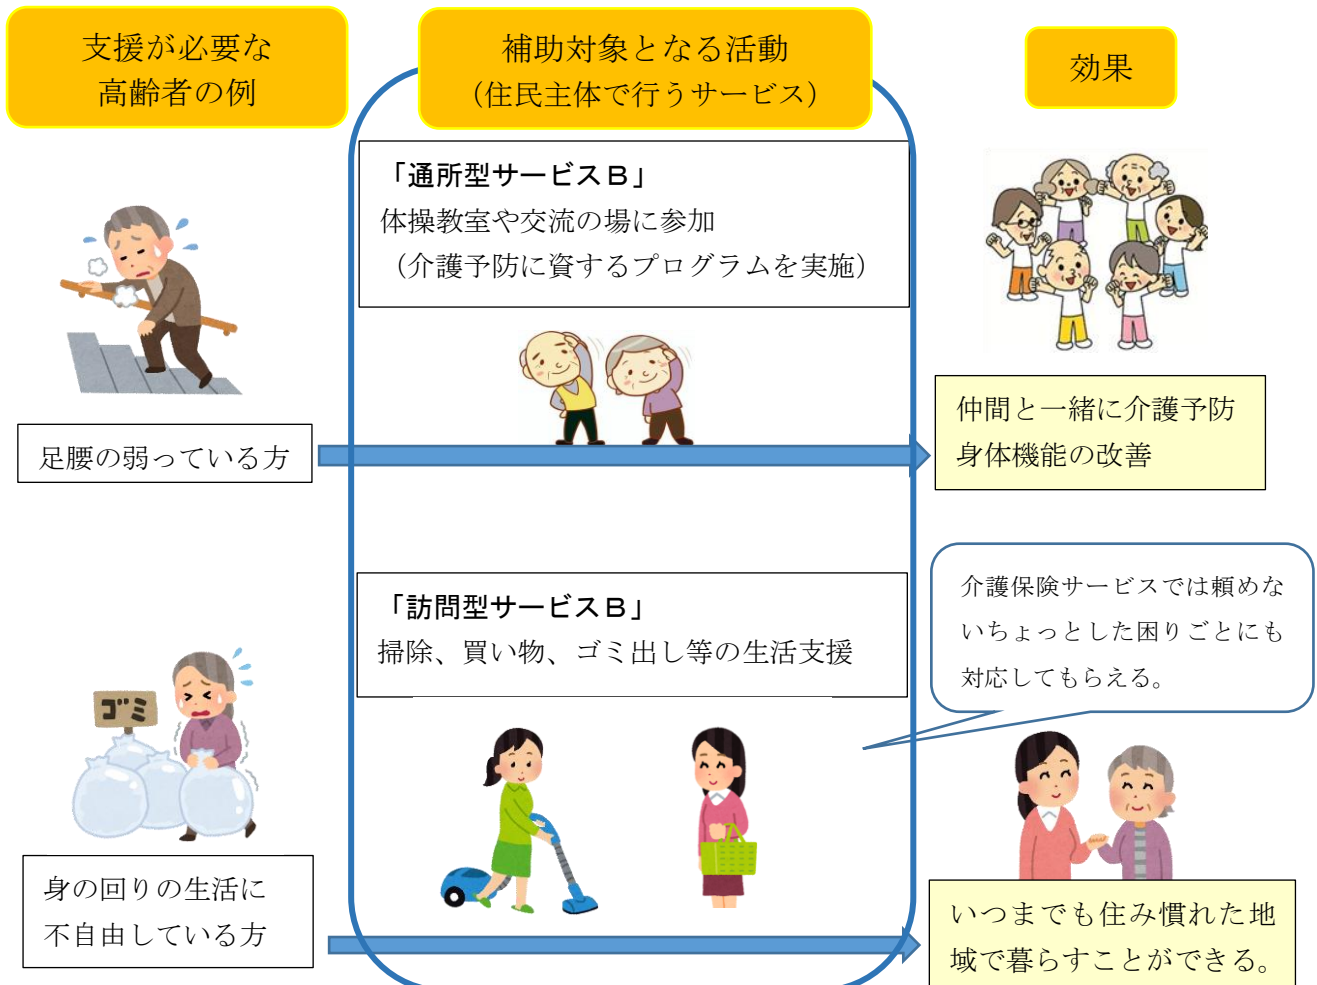 支援が必要な
高齢者の例
補助対象となる活動
（住民主体で行うサービス）
効果
「通所型サービスＢ」
体操教室や交流の場に参加
（介護予防に資するプログラムを実施）
足腰の弱っている方
仲間と一緒に介護予防
身体機能の改善
「訪問型サービスＢ」
掃除、買い物、ゴミ出し等の生活支援
介護保険サービスでは頼めな
いちょっとした困りごとにも
対応してもらえる。
ゴミ
身の回りの生活に
不自由している方
いつまでも住み慣れた地
域で暮らすことができる。